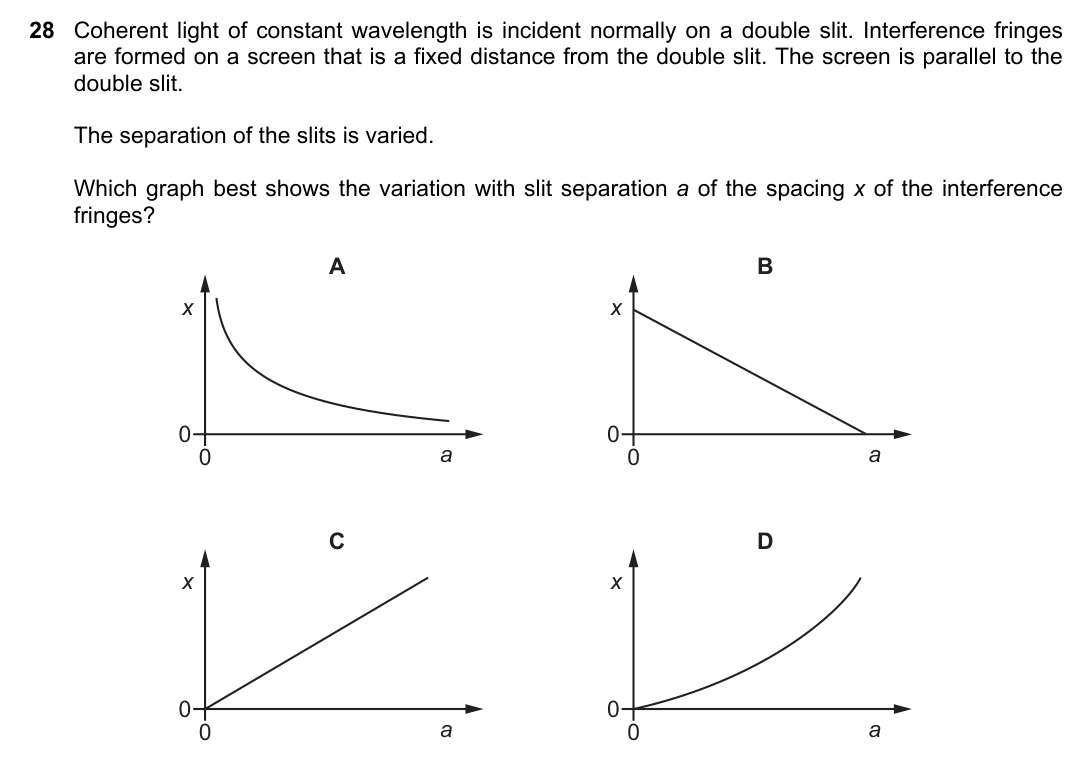 28 Coherent light of constant wavelength is incident normally on a double slit. Interference fringes
are formed on a screen that is a fixed distance from the double slit. The screen is parallel to the
double slit.
The separation of the slits is varied.
Which graph best shows the variation with slit separation a of the spacing x of the interference
fringes?
A
x
0
0
a
B
x
0
0
a
C
x
0
0
a
D
x
0
0
a